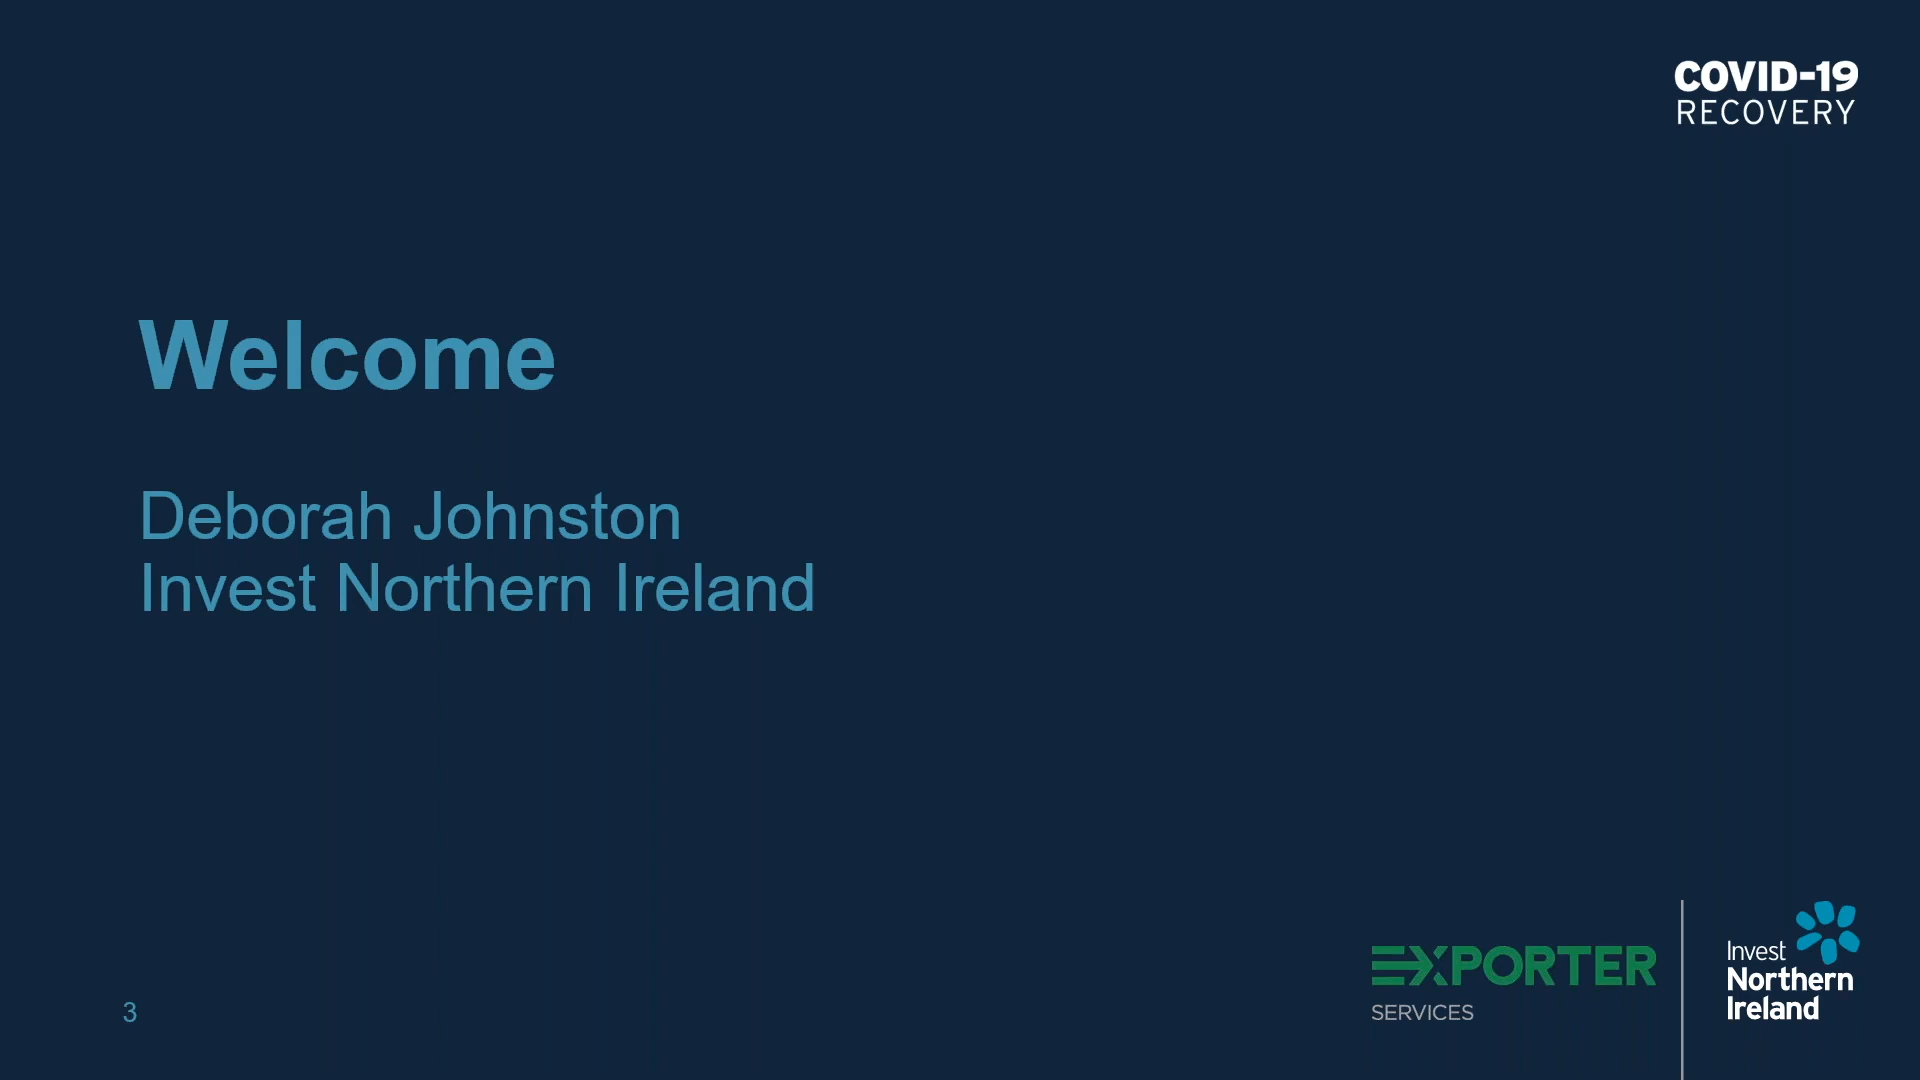 COVID-19
RECOVERY
Welcome
Deborah Johnston
Invest Northern Ireland
3
EXPORTER
SERVICES
Invest
Northern
Ireland